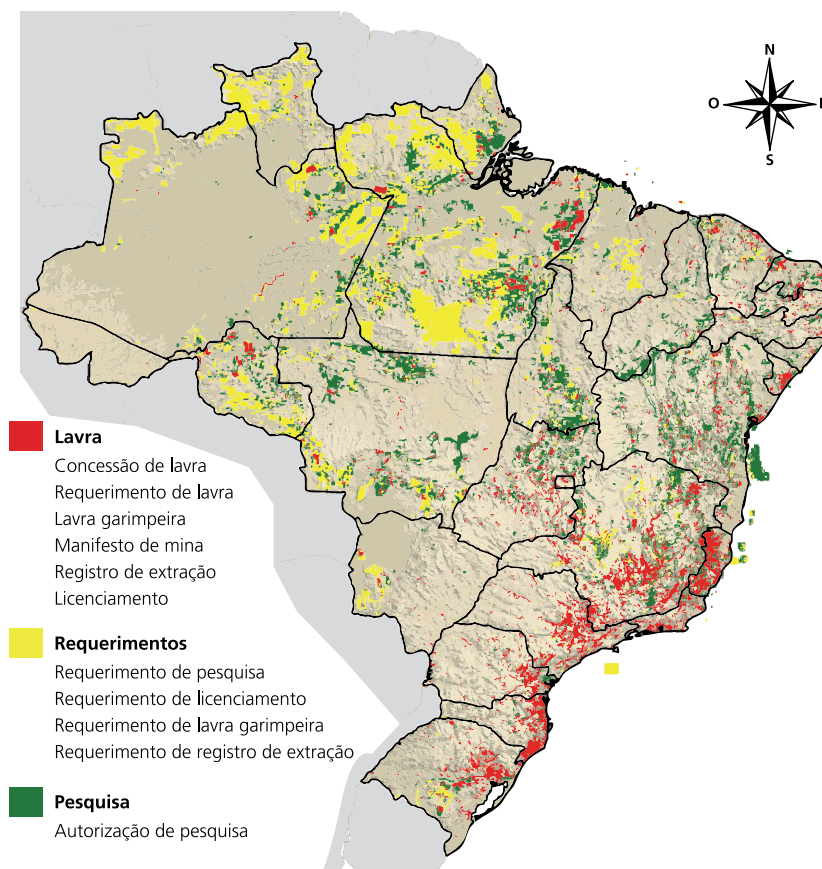 N
O
S
Lavra
Concessão de lavra
Requerimento de lavra
Lavra garimpeira
Manifesto de mina
Registro de extração
Licenciamento
Requerimentos
Requerimento de pesquisa
Requerimento de licenciamento
Requerimento de lavra garimpeira
Requerimento de registro de extração
Pesquisa
Autorização de pesquisa